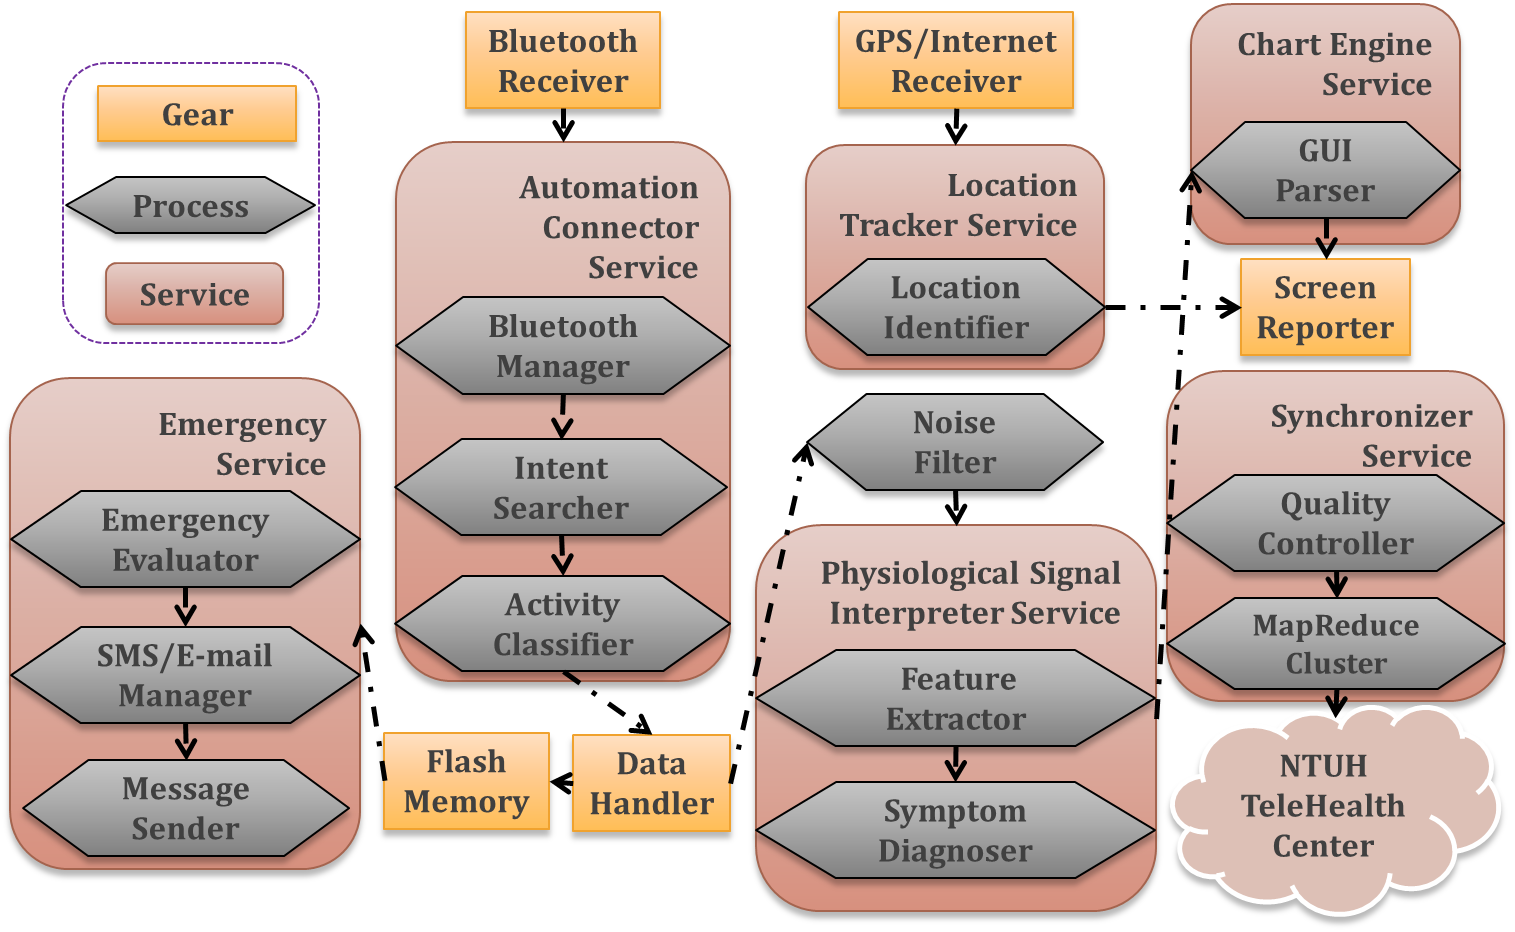 Gear
Process
Service
Bluetooth
Receiver
Automation
Connector
Service
Bluetooth
Manager
Intent
Searcher
Activity
Classifier
Emergency
Service
Emergency
Evaluator
SMS/E-mail
Manager
Message
Sender
Flash
Memory
Data
Handler
GPS/Internet
Receiver
Location
Tracker Service
Location
Identifier
Noise
Filter
Physiological Signal
Interpreter Service
Feature
Extractor
Symptom
Diagnoser
Chart Engine
Service
GUI
Parser
Screen
Reporter
Synchronizer
Service
Quality
Controller
MapReduce
Cluster
NTUH
TeleHealth
Center